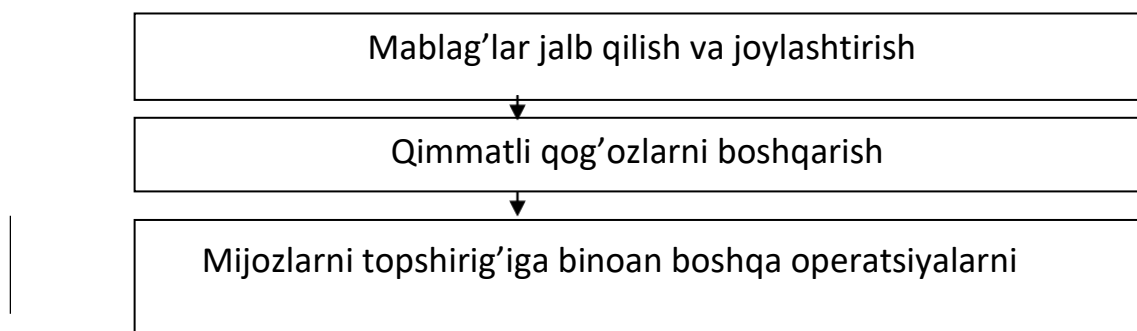 Mablag’lar jalb qilish va joylashtirish
Qimmatli qog’ozlarni boshqarish
Mijozlarni topshirig’iga binoan boshqa operatsiyalarni